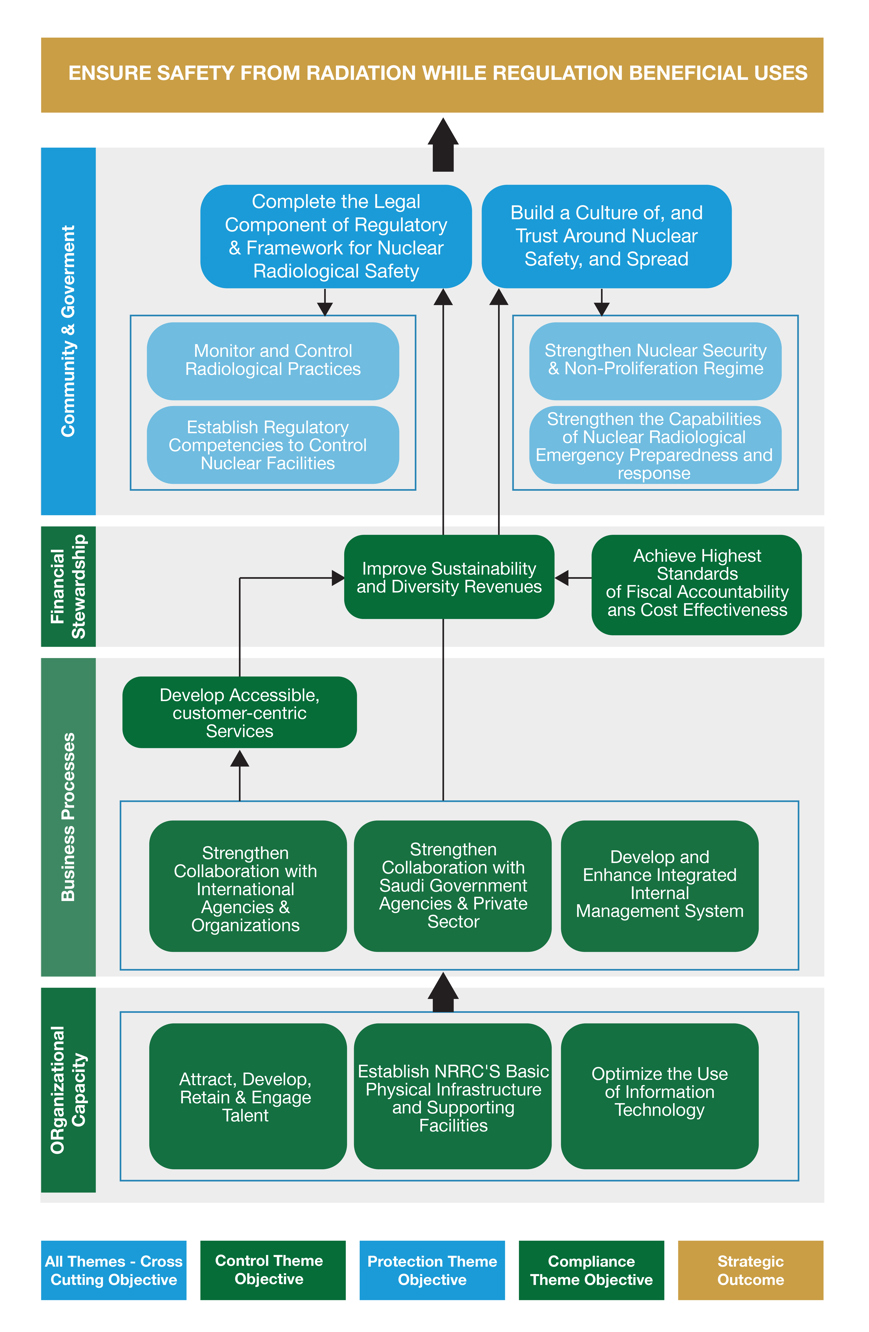 ENSURE SAFETY FROM RADIATION WHILE REGULATION BENEFICIAL USES
Community & Goverment
Complete the Legal
Component of Regulatory
& Framework for Nuclear
Radiological Safety
Build a Culture of, and
Trust Around Nuclear
Safety, and Spread
Monitor and Control
Radiological Practices
Establish Regulatory
Competencies to Control
Nuclear Facilities
Strengthen Nuclear Security
& Non-Proliferation Regime
Strengthen the Capabilities
of Nuclear Radiological
Emergency Preparedness and
response
Financial
Stewardship
Improve Sustainability
and Diversity Revenues
Achieve Highest
Standards
of Fiscal Accountability
ans Cost Effectiveness
Business Processes
Develop Accessible,
customer-centric
Services
Strengthen
Collaboration with
International
Agencies &
Organizations
Strengthen
Collaboration with
Saudi Government
Agencies & Private
Sector
Develop and
Enhance Integrated
Internal
Management System
ORganizational
Capacity
Attract, Develop,
Retain & Engage
Talent
Establish NRRC'S Basic
Physical Infrastructure
and Supporting
Facilities
Optimize the Use
of Information
Technology
All Themes - Cross
Cutting Objective
Control Theme
Objective
Protection Theme
Objective
Compliance
Theme Objective
Strategic
Outcome